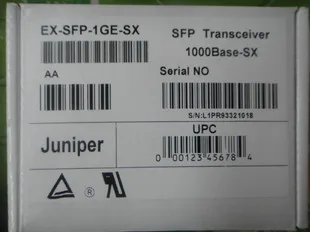 EX-SFP-1GE-SX
SFP Transceiver
1000Base-SX
AA
Serial NO
S/N:L1PR93321018
Juniper
UPC
0 00123 45678 4
®